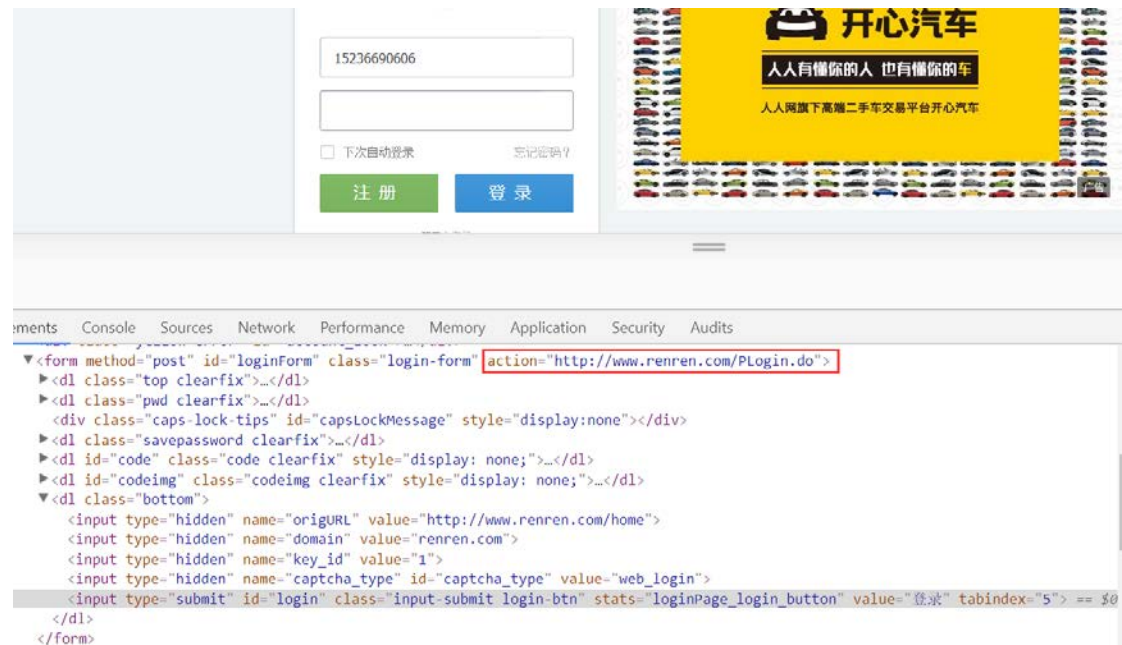 开心汽车
15236690606
人人有懂你的人 也有懂你的车
人人网旗下高端二手车交易平台开心汽车
下次自动登录 忘记密码?
注 册 登 录
广告
ements Console Sources Network Performance Memory Application Security Audits
▼<form method="post" id="loginForm" class="login-form" action="http://www.renren.com/PLogin.do">
▶<dl class="top clearfix">…</dl>
▶<dl class="pwd clearfix">…</dl>
<div class="caps-lock-tips" id="capsLockMessage" style="display:none"></div>
▶<dl class="savepassword clearfix">…</dl>
▶<dl id="code" class="code clearfix" style="display: none;">…</dl>
▶<dl id="codeimg" class="codeimg clearfix" style="display: none;">…</dl>
▼<dl class="bottom">
<input type="hidden" name="origURL" value="http://www.renren.com/home">
<input type="hidden" name="domain" value="renren.com">
<input type="hidden" name="key_id" value="1">
<input type="hidden" name="captcha_type" id="captcha_type" value="web_login">
<input type="submit" id="login" class="input-submit login-btn" stats="loginPage_login_button" value="登录" tabindex="5"> == $0
</dl>
</form>